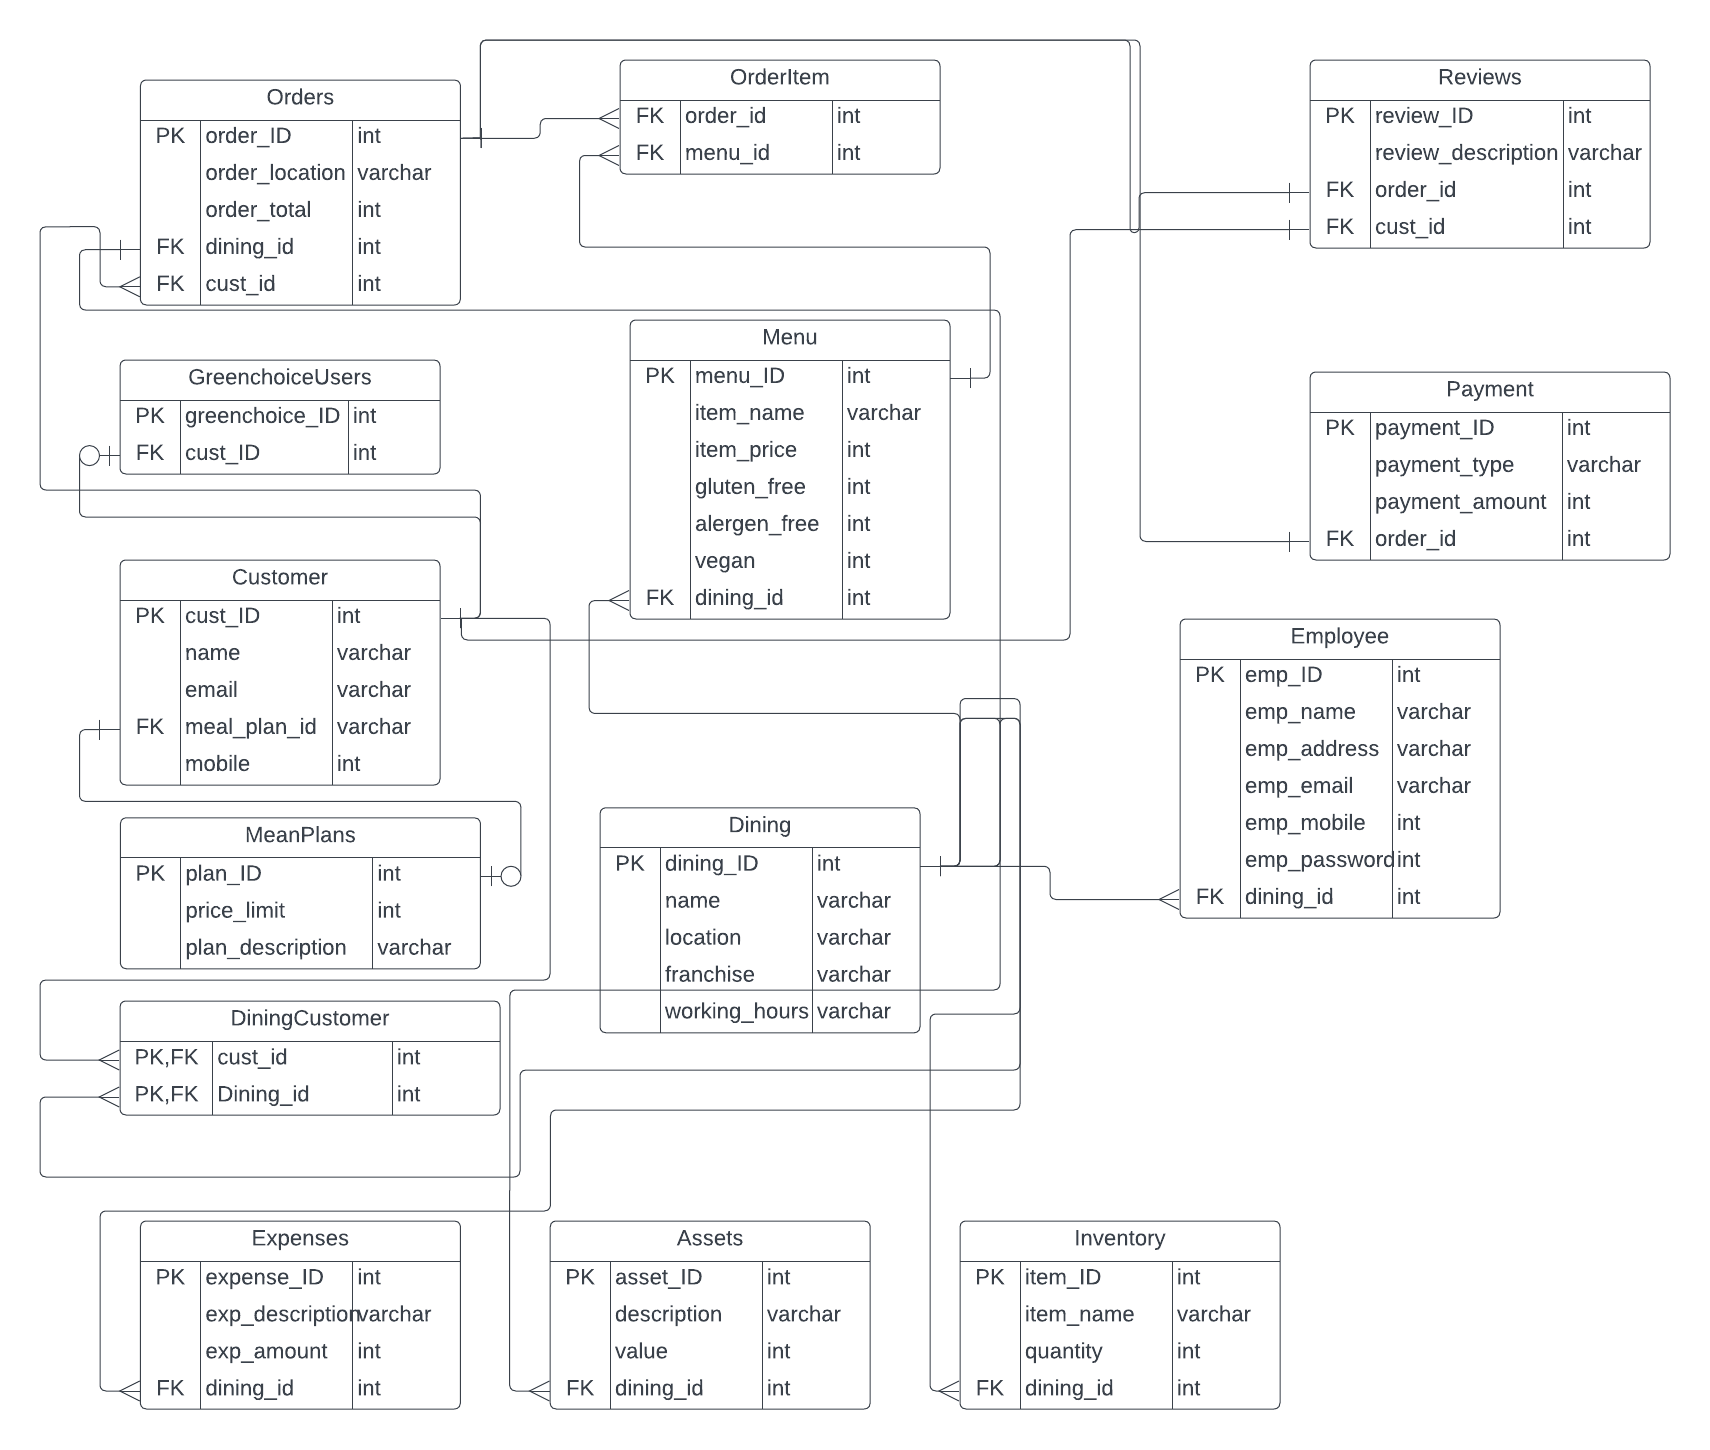 Orders
PK order_ID int
order_location varchar
order_total int
FK dining_id int
FK cust_id int
OrderItem
FK order_id int
FK menu_id int
Reviews
PK review_ID int
review_description varchar
FK order_id int
FK cust_id int
GreenchoiceUsers
PK greenchoice_ID int
FK cust_ID int
Menu
PK menu_ID int
item_name varchar
item_price int
gluten_free int
alergen_free int
vegan int
FK dining_id int
Payment
PK payment_ID int
payment_type varchar
payment_amount int
FK order_id int
Customer
PK cust_ID int
name varchar
email varchar
FK meal_plan_id varchar
mobile int
Employee
PK emp_ID int
emp_name varchar
emp_address varchar
emp_email varchar
emp_mobile int
emp_password int
FK dining_id int
MeanPlans
PK plan_ID int
price_limit int
plan_description varchar
Dining
PK dining_ID int
name varchar
location varchar
franchise varchar
working_hours varchar
DiningCustomer
PK,FK cust_id int
PK,FK Dining_id int
Expenses
PK expense_ID int
exp_description varchar
exp_amount int
FK dining_id int
Assets
PK asset_ID int
description varchar
value int
FK dining_id int
Inventory
PK item_ID int
item_name varchar
quantity int
FK dining_id int